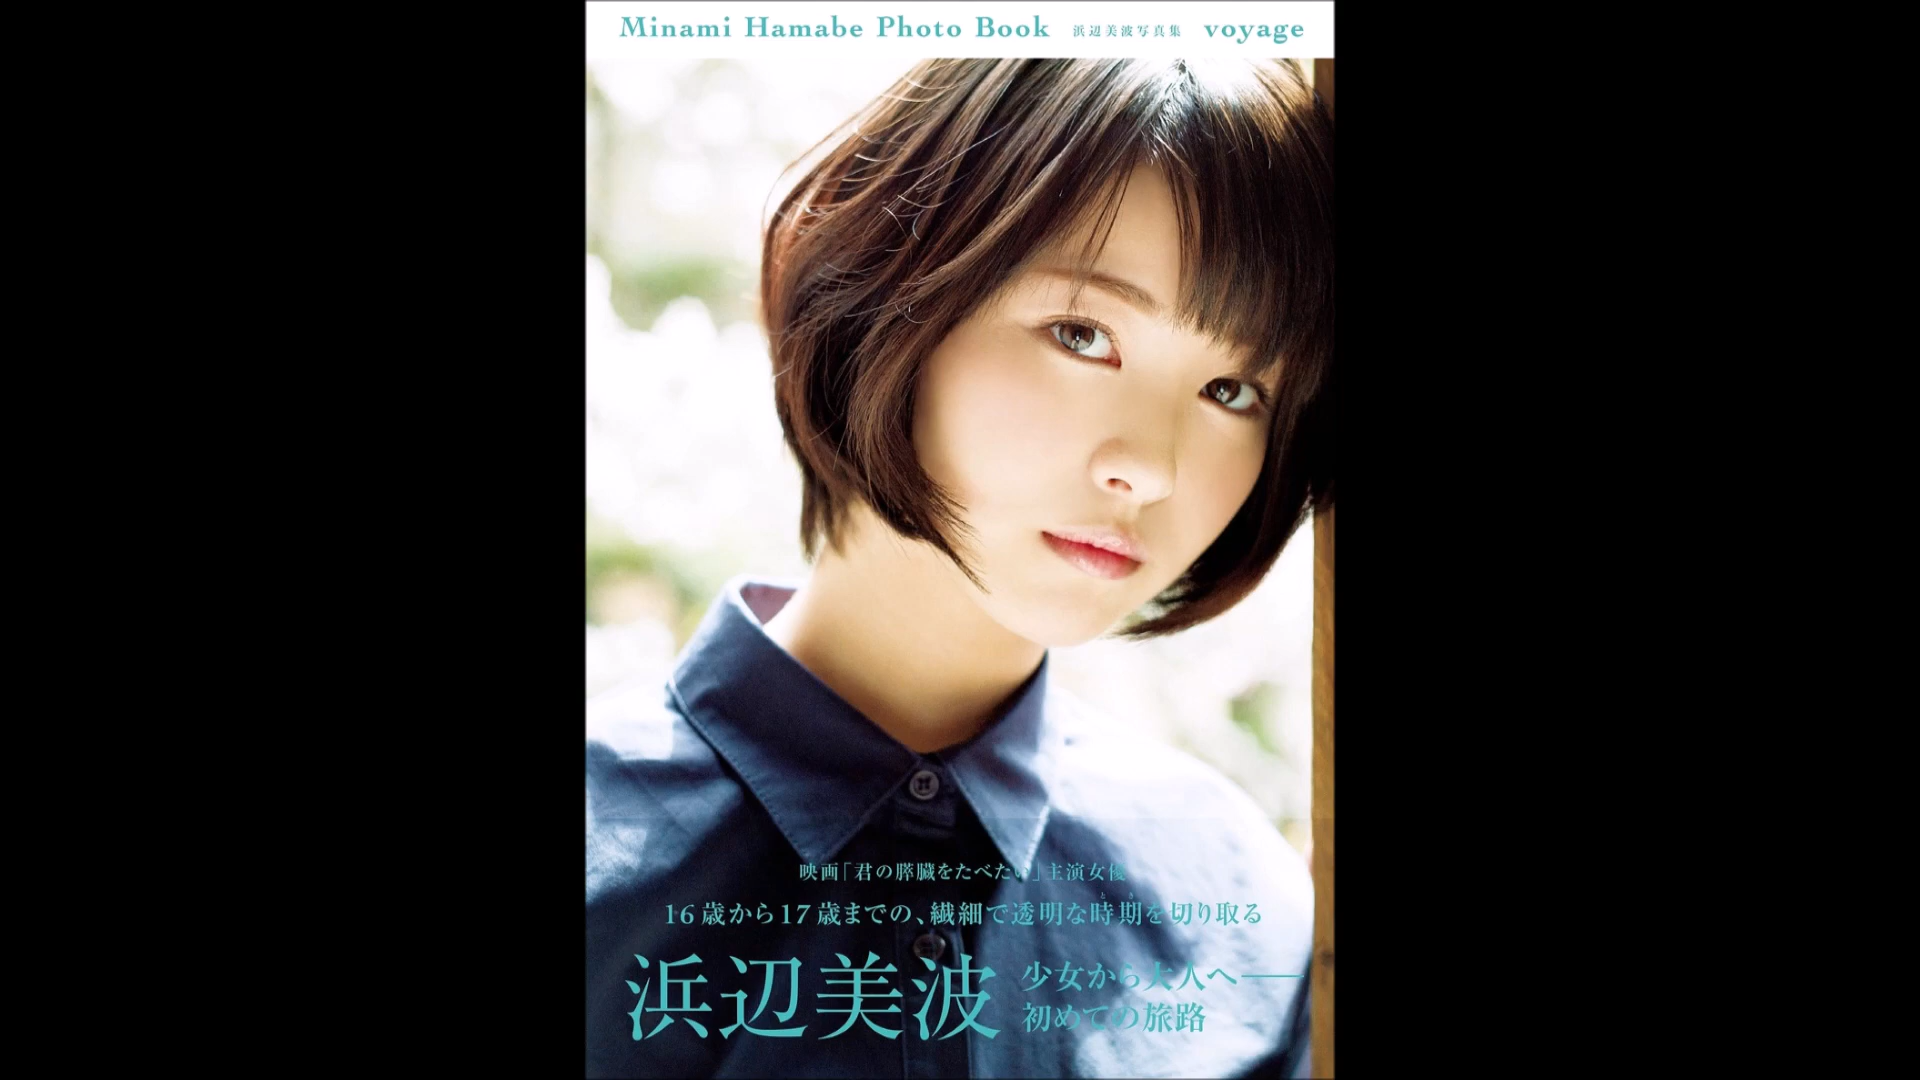 Minami Hamabe Photo Book 浜辺美波写真集 voyage
映画「君の膵臓をたべたい」主演女優
16歳から17歳までの、繊細で透明な時期を切り取る
とき
浜辺美波
少女から大人へ——
初めての旅路